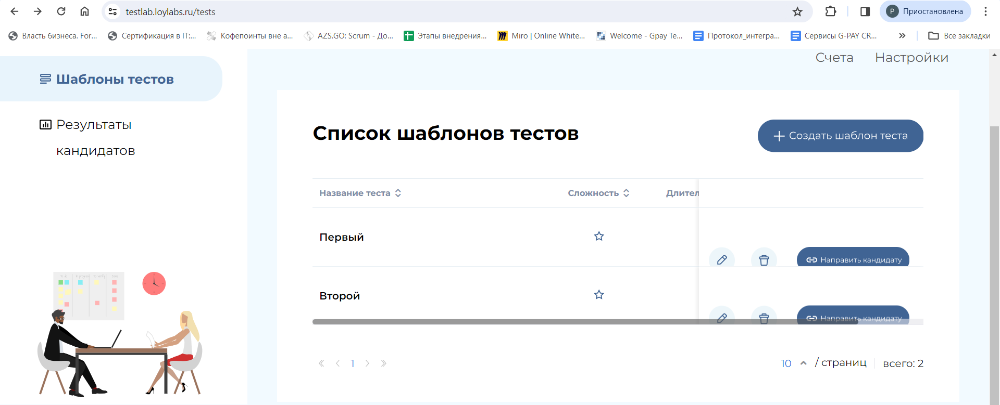 testlab.loylabs.ru/tests
P Приостановлена
Власть бизнеса. For...
Сертификация в IT:...
Кофепоинты вне а...
AZS.GO: Scrum - До...
Этапы внедрения...
Miro | Online White...
Welcome - Gpay Te...
Протокол_интегра...
Сервисы G-PAY CR...
Все закладки
Счета Настройки
Шаблоны тестов
Результаты
кандидатов
Список шаблонов тестов
Создать шаблон теста
Название теста Сложность Длител
Первый
Направить кандидату
Второй
Направить кандидату
1
10 / страниц всего: 2